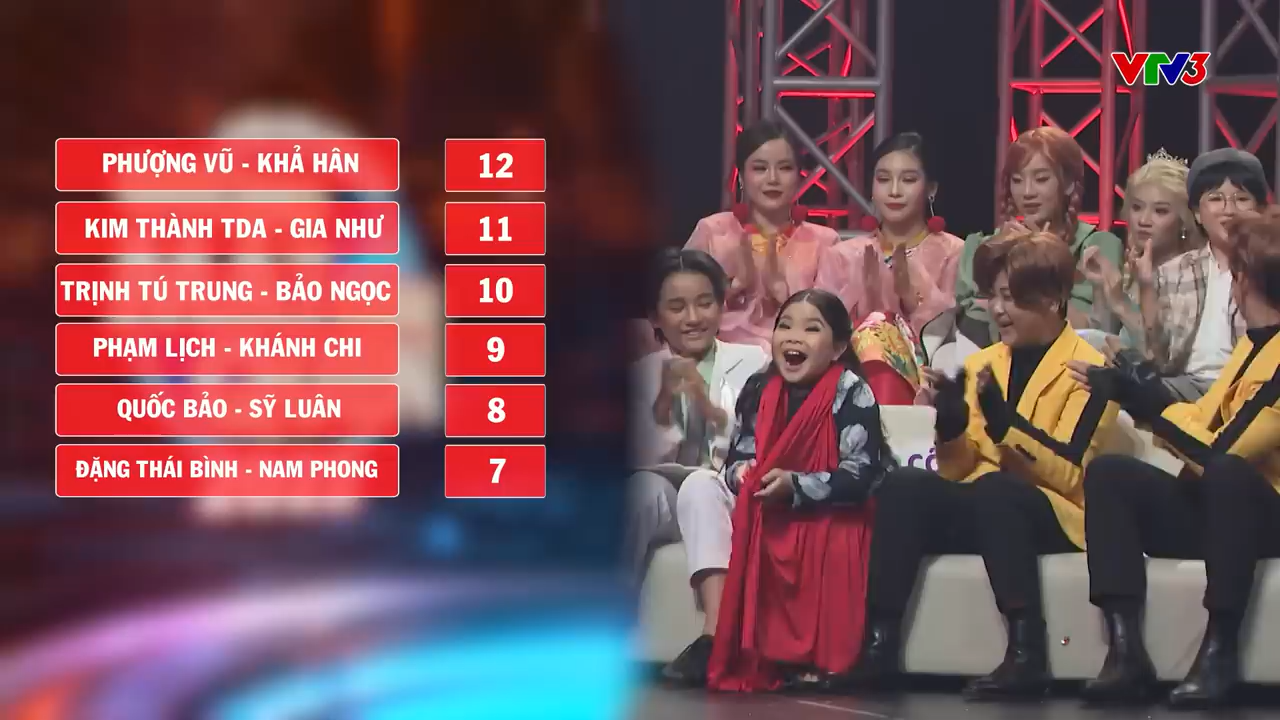 VTV3
PHƯỢNG VŨ - KHẢ HÂN 12
KIM THÀNH TDA - GIA NHƯ 11
TRỊNH TÚ TRUNG - BẢO NGỌC 10
PHẠM LỊCH - KHÁNH CHI 9
QUỐC BẢO - SỸ LUÂN 8
ĐẶNG THÁI BÌNH - NAM PHONG 7